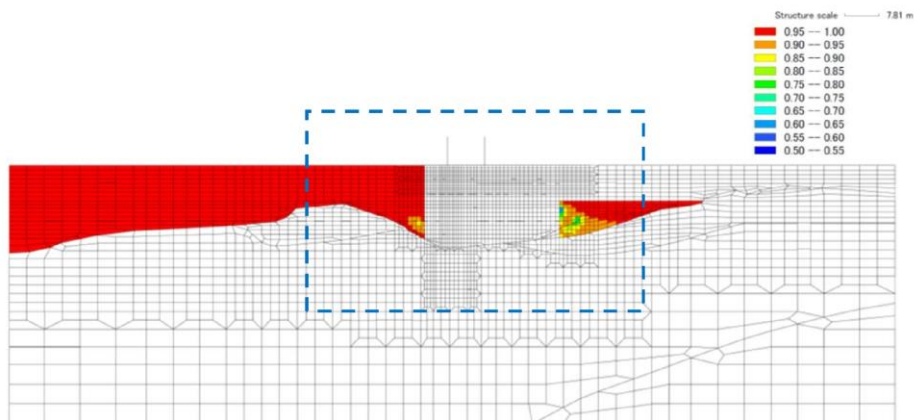 Structure scale 7.81 m
0.95 — 1.00
0.90 — 0.95
0.85 — 0.90
0.80 — 0.85
0.75 — 0.80
0.70 — 0.75
0.65 — 0.70
0.60 — 0.65
0.55 — 0.60
0.50 — 0.55